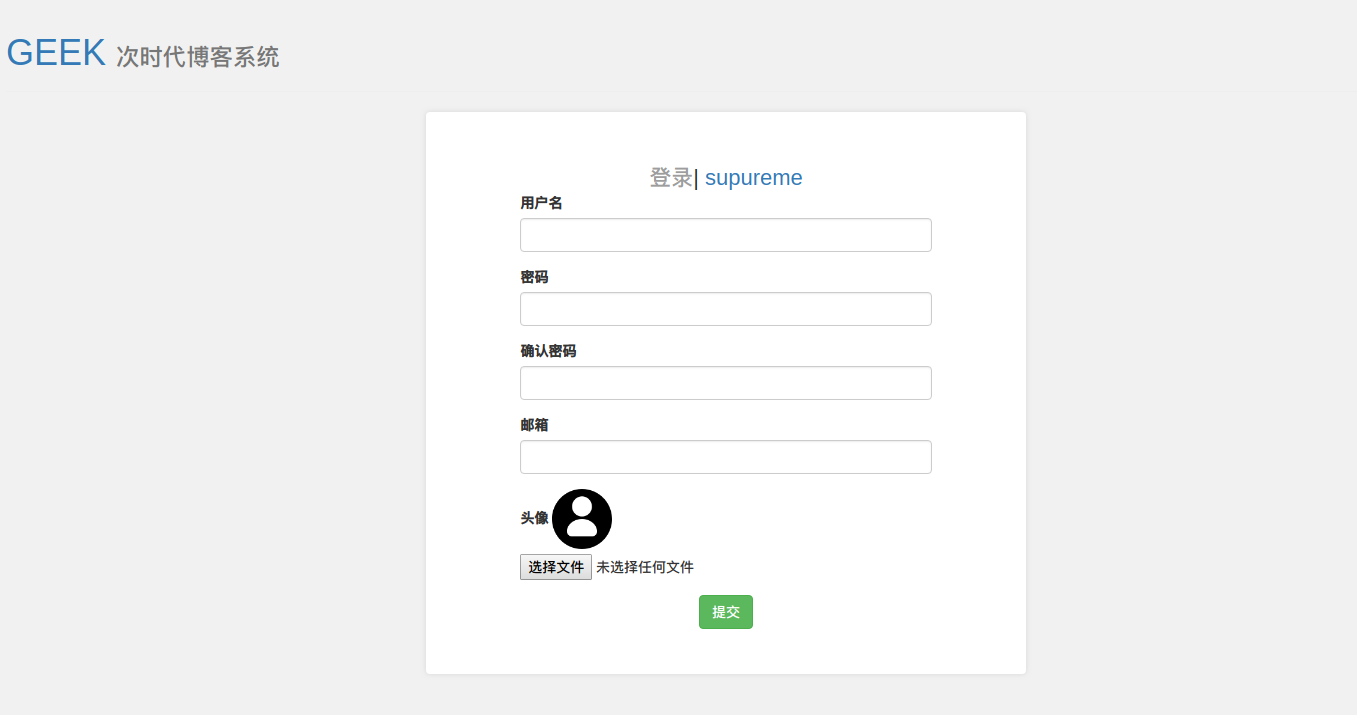 GEEK 次时代博客系统
登录| supureme
用户名
密码
确认密码
邮箱
头像
选择文件 未选择任何文件
提交